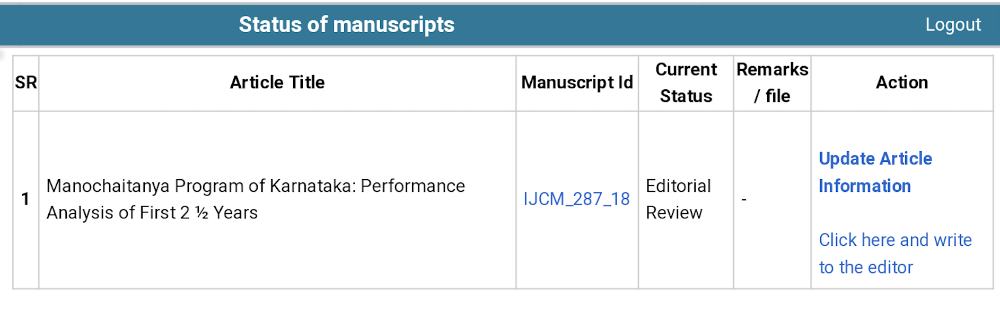 Status of manuscripts
Logout
SR
Article Title
Manuscript Id
Current
Status
Remarks
/ file
Action
1
Manochaitanya Program of Karnataka: Performance
Analysis of First 2 ½ Years
IJCM_287_18
Editorial
Review
-
Update Article
Information
Click here and write
to the editor